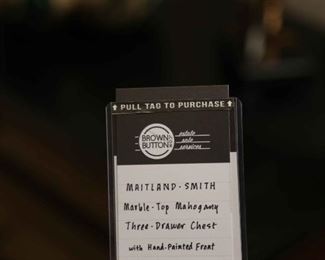 PULL TAG TO PURCHASE
BROWN
BUTTON
estate
sale
services
MAITLAND-SMITH
Marble-Top Mahogany
Three-Drawer Chest
with Hand-Painted Front